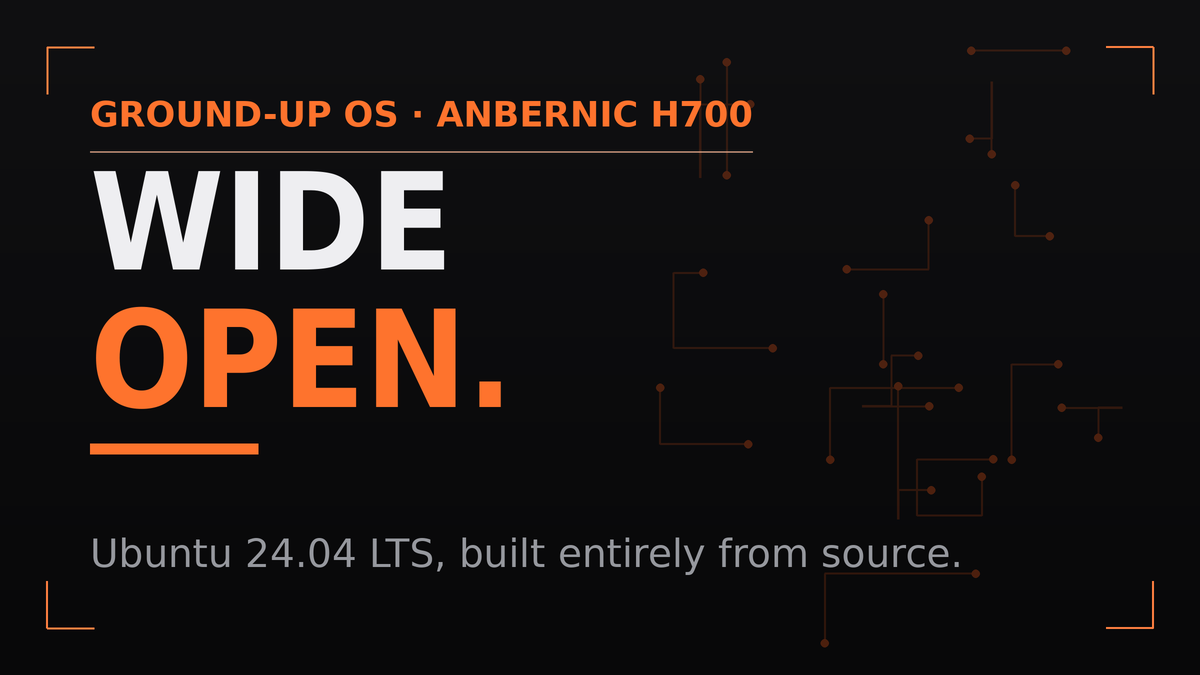 GROUND-UP OS · ANBERNIC H700
WIDE
OPEN.
Ubuntu 24.04 LTS, built entirely from source.